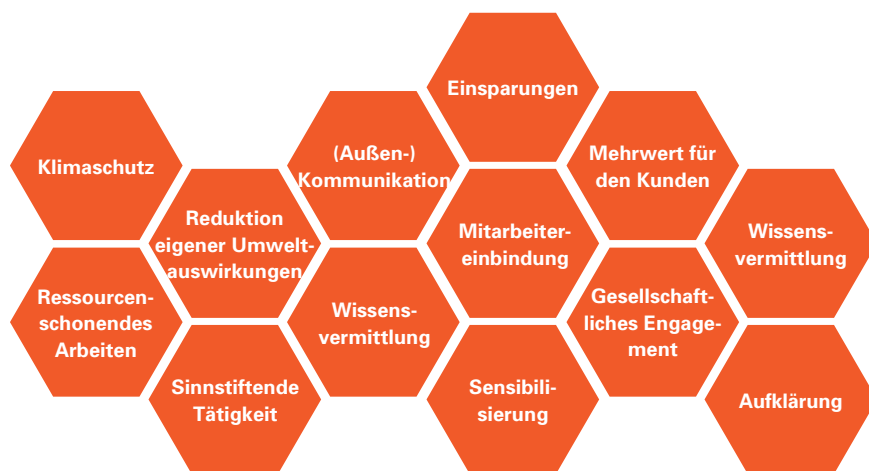 Einsparungen
Klimaschutz
(Außen-)
Kommunikation
Mehrwert für
den Kunden
Reduktion
eigener Umwelt-
auswirkungen
Mitarbeiter-
einbindung
Wissens-
vermittlung
Ressourcen-
schonendes
Arbeiten
Wissens-
vermittlung
Gesellschaft-
liches Engage-
ment
Sinnstiftende
Tätigkeit
Sensibili-
sierung
Aufklärung